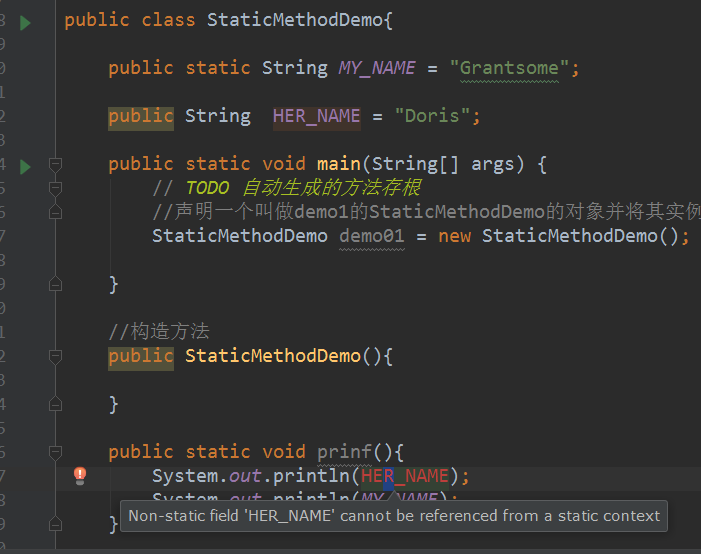 public class StaticMethodDemo{
public static String MY_NAME = "Grantsome";
public String HER_NAME = "Doris";
public static void main(String[] args) {
// TODO 自动生成的方法存根
//声明一个叫做demo1的StaticMethodDemo的对象并将其实例
StaticMethodDemo demo01 = new StaticMethodDemo();
}
//构造方法
public StaticMethodDemo(){
}
public static void prinf(){
System.out.println(HER_NAME);
System.out.println(MY_NAME);
Non-static field 'HER_NAME' cannot be referenced from a static context
}